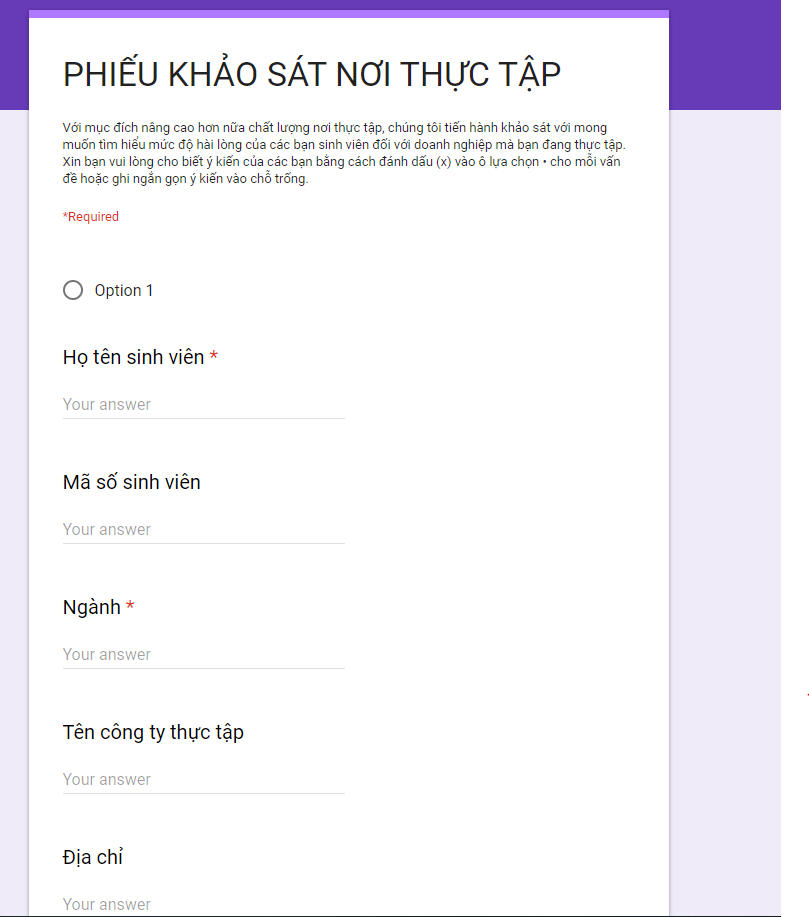 PHIẾU KHẢO SÁT NƠI THỰC TẬP
Với mục đích nâng cao hơn nữa chất lượng nơi thực tập, chúng tôi tiến hành khảo sát với mong
muốn tìm hiểu mức độ hài lòng của các bạn sinh viên đối với doanh nghiệp mà bạn đang thực tập.
Xin bạn vui lòng cho biết ý kiến của các bạn bằng cách đánh dấu (x) vào ô lựa chọn • cho mỗi vấn
đề hoặc ghi ngắn gọn ý kiến vào chỗ trống.
*Required
Option 1
Họ tên sinh viên *
Your answer
Mã số sinh viên
Your answer
Ngành *
Your answer
Tên công ty thực tập
Your answer
Địa chỉ
Your answer